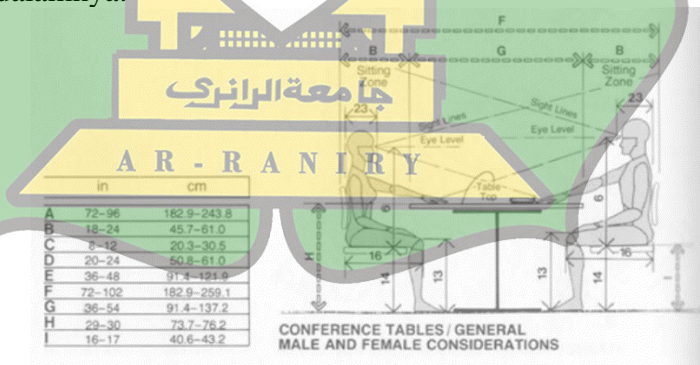 F
B G B
Sitting Zone
Sitting Zone
جامعة الرانري
23
23
Sight Lines
Sight Lines
Eye Level
Eye Level
AR-RANIRY
Table Top
in cm
A 72-96 182.9-243.8
B 18-24 45.7-61.0
C 8-12 20.3-30.5
D 20-24 50.8-61.0
E 36-48 91.4-121.9
F 72-102 182.9-259.1
G 36-54 91.4-137.2
H 29-30 73.7-76.2
I 16-17 40.6-43.2
6
6
H
16
16
14
13
13
14
I
CONFERENCE TABLES / GENERAL
MALE AND FEMALE CONSIDERATIONS